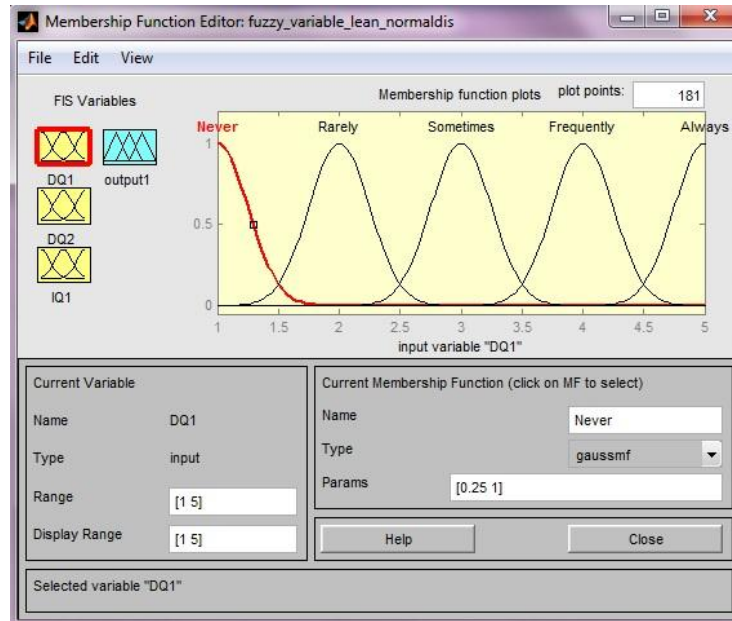 Membership Function Editor: fuzzy_variable_lean_normaldis
File Edit View
FIS Variables
DQ1
output1
DQ2
IQ1
Membership function plots plot points: 181
Never Rarely Sometimes Frequently Always
1
0.5
0
1 1.5 2 2.5 3 3.5 4 4.5 5
input variable "DQ1"
Current Variable
Name DQ1
Type input
Range [1 5]
Display Range [1 5]
Current Membership Function (click on MF to select)
Name Never
Type gaussmf
Params [0.25 1]
Help Close
Selected variable "DQ1"